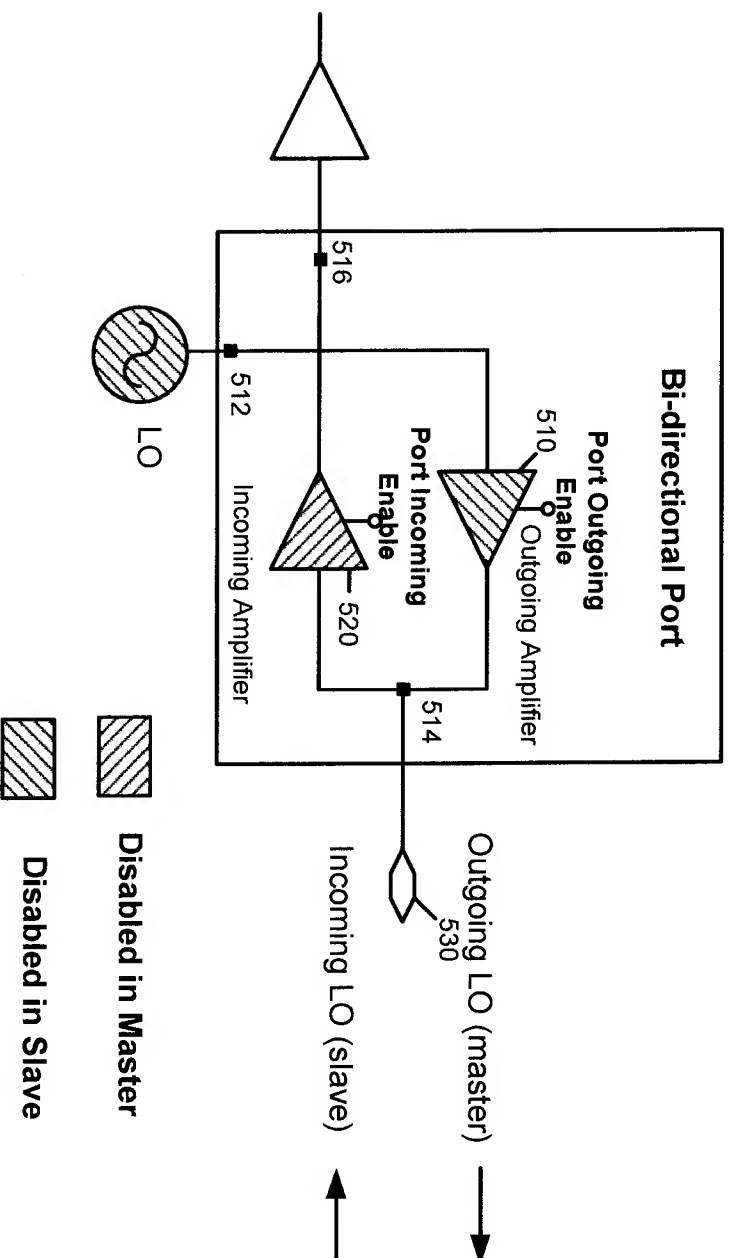 Bi-directional Port
Port Outgoing
Enable
510
Outgoing Amplifier
Port Incoming
Enable
520
Incoming Amplifier
516
512
514
LO
530
Outgoing LO (master)
Incoming LO (slave)
Disabled in Master
Disabled in Slave